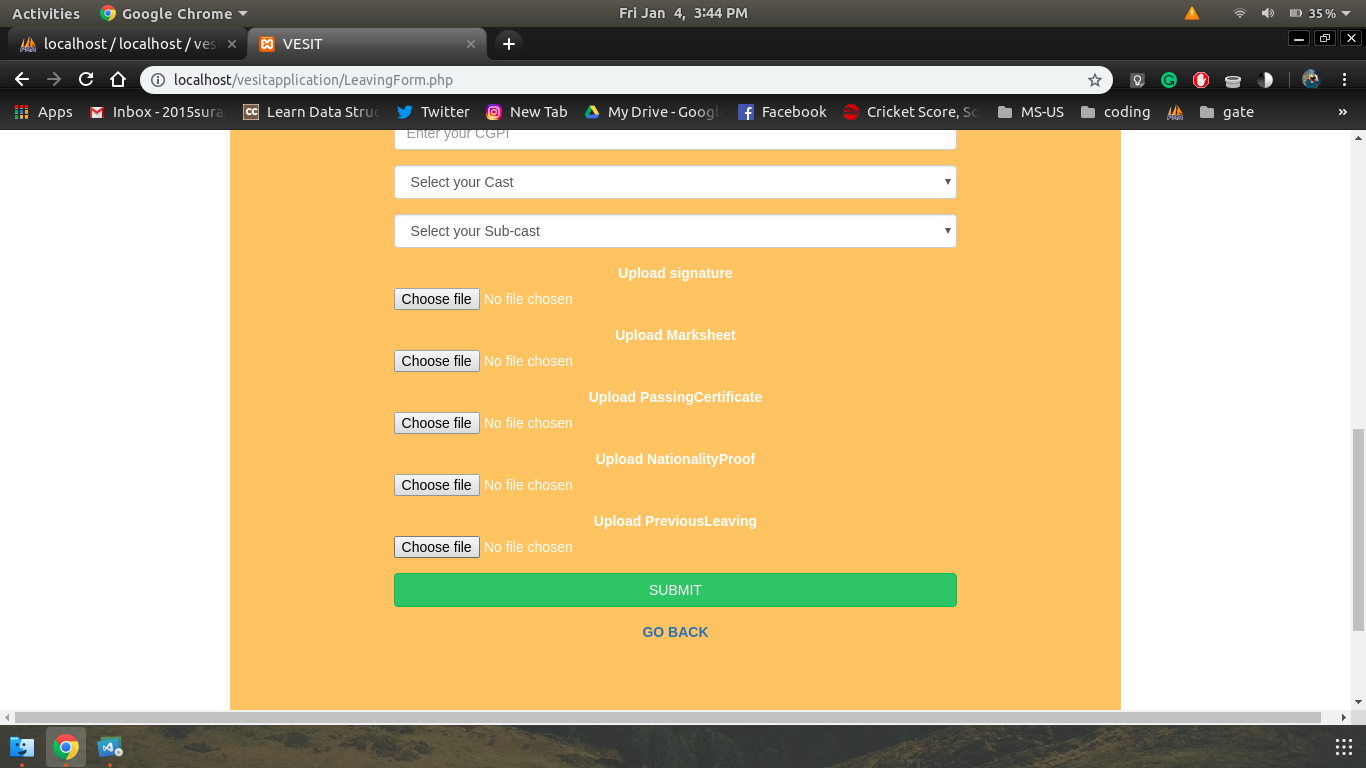 Activities Google Chrome Fri Jan 4, 3:44 PM 35%
localhost / localhost / ves VESIT
localhost/vesitapplication/LeavingForm.php
Apps Inbox - 2015sura Learn Data Struc Twitter New Tab My Drive - Googl Facebook Cricket Score, Sc MS-US coding gate »
Enter your CGPI
Select your Cast
Select your Sub-cast
Upload signature
Choose file No file chosen
Upload Marksheet
Choose file No file chosen
Upload PassingCertificate
Choose file No file chosen
Upload NationalityProof
Choose file No file chosen
Upload PreviousLeaving
Choose file No file chosen
SUBMIT
GO BACK